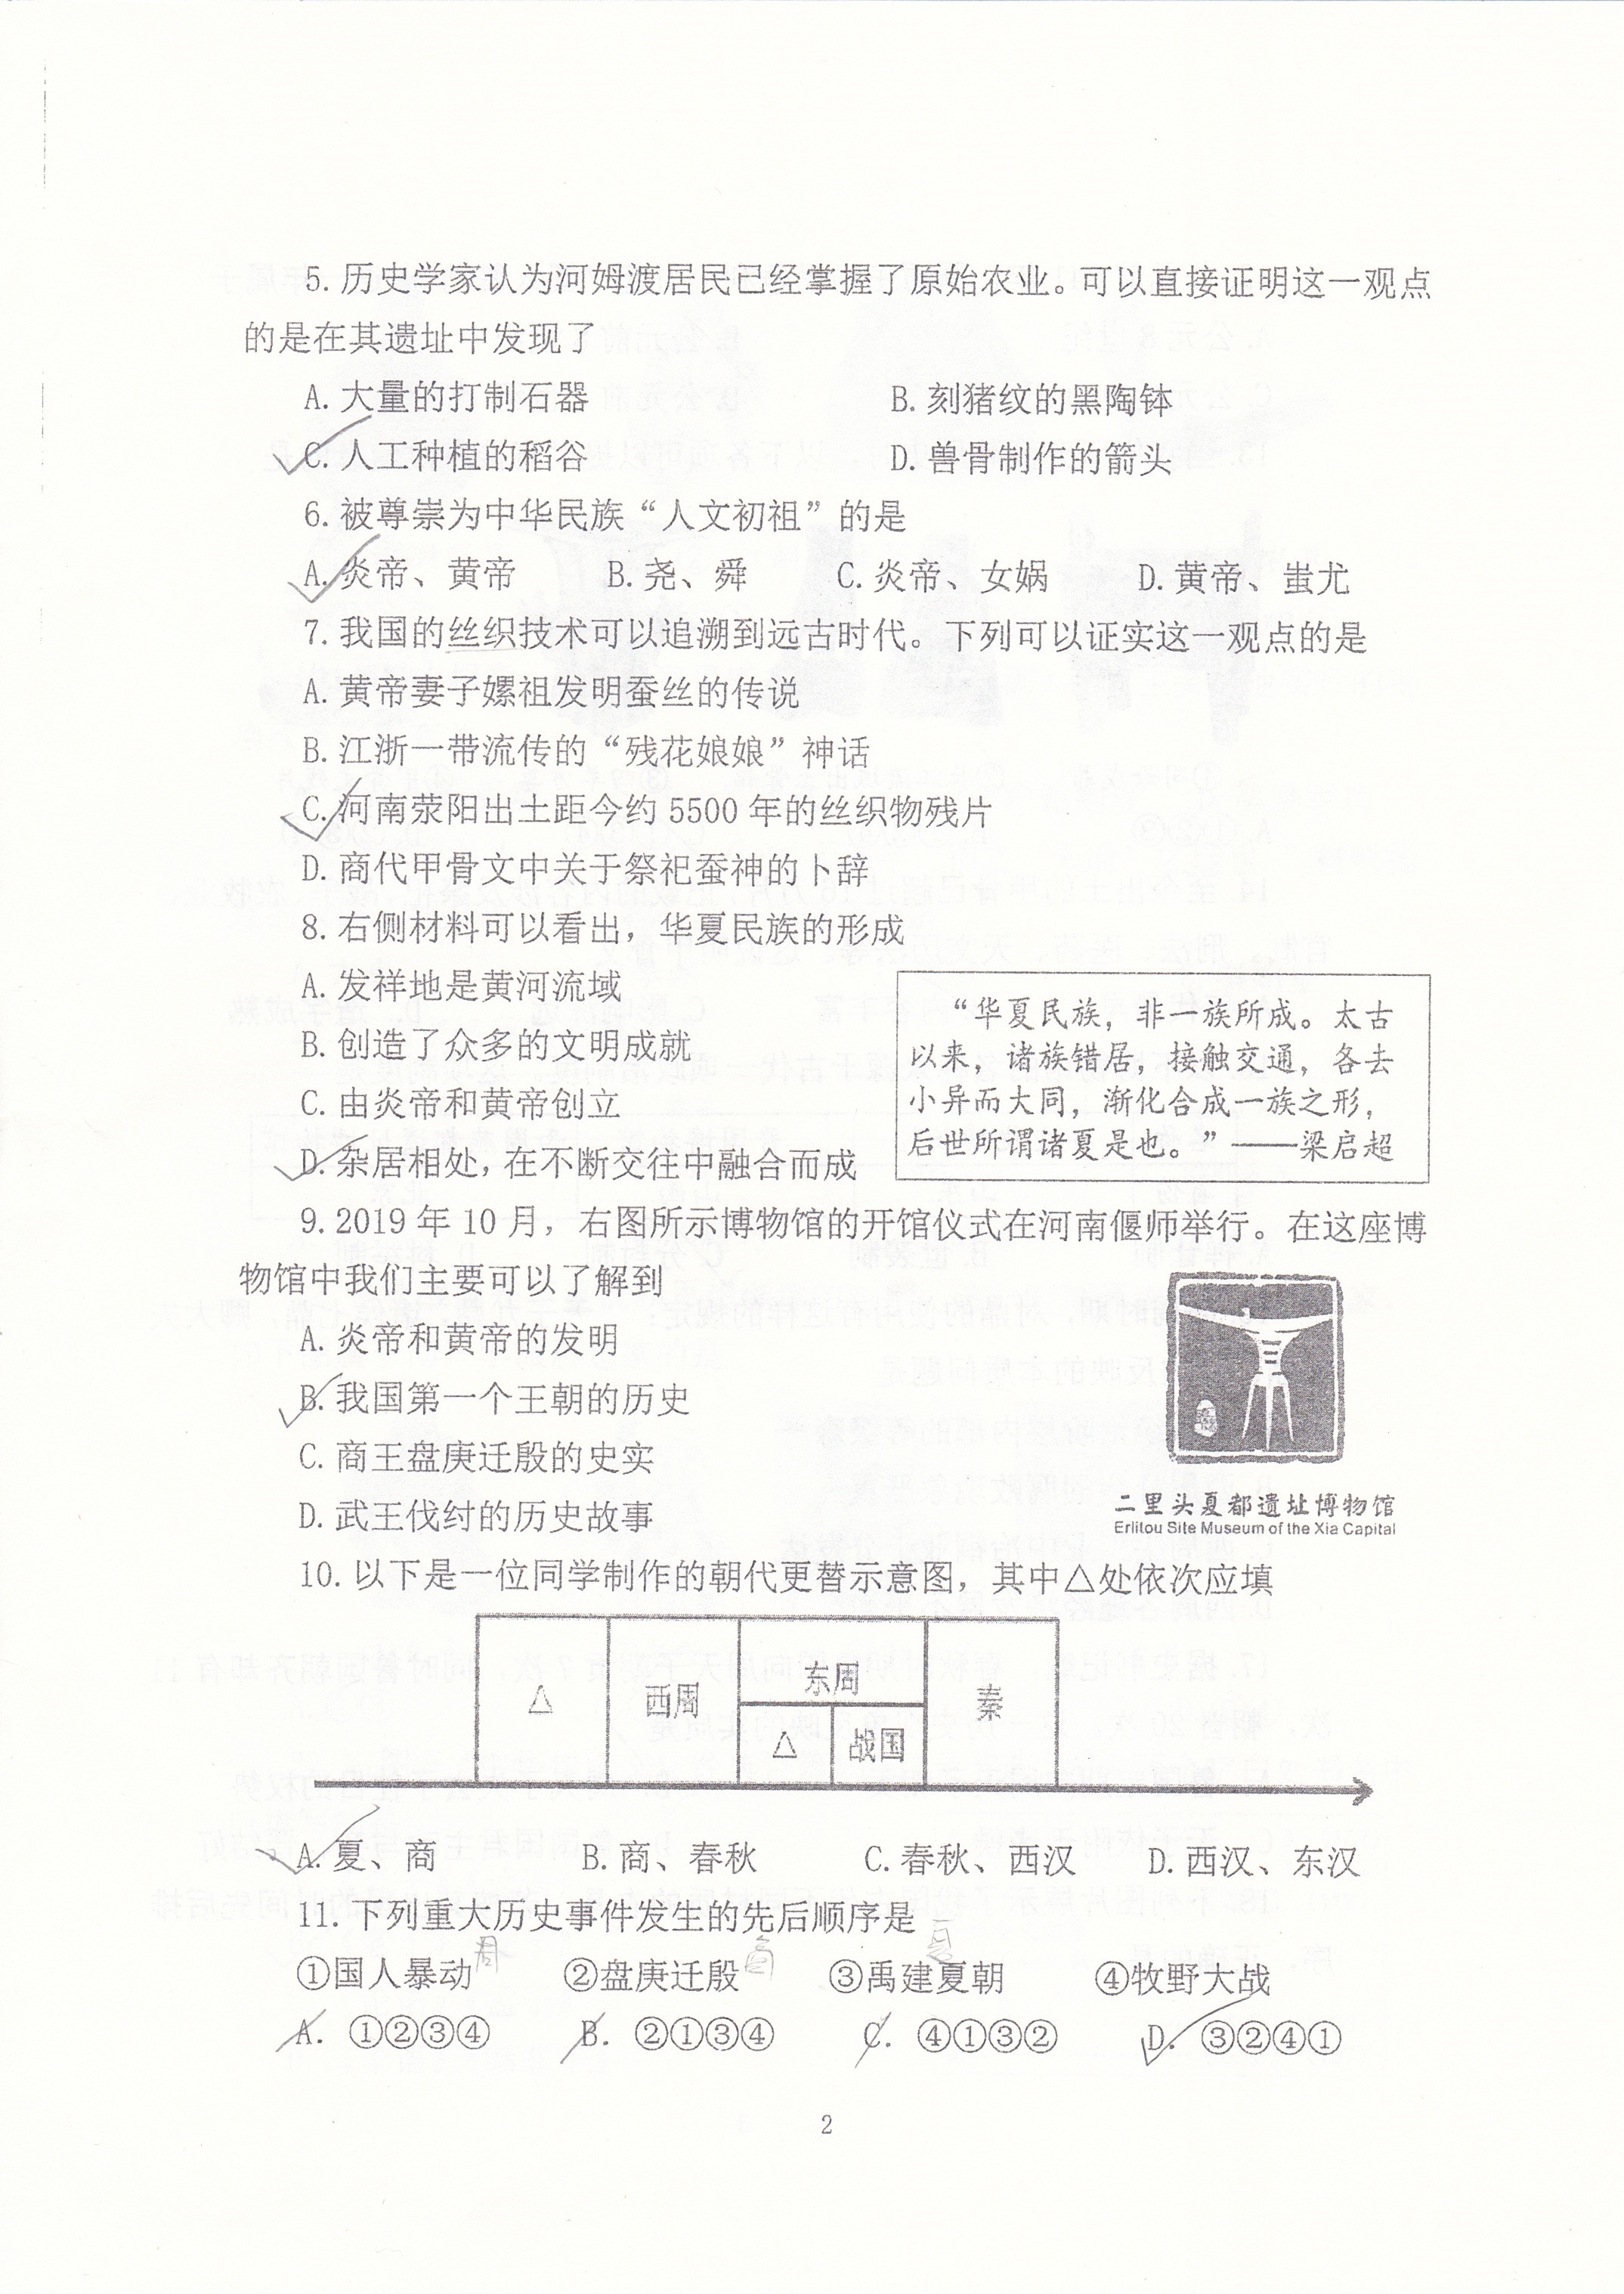 5. 历史学家认为河姆渡居民已经掌握了原始农业。可以直接证明这一观点
的是在其遗址中发现了
A. 大量的打制石器 B. 刻猪纹的黑陶钵
C. 人工种植的稻谷 D. 兽骨制作的箭头
6. 被尊崇为中华民族“人文初祖”的是
A. 炎帝、黄帝 B. 尧、舜 C. 炎帝、女娲 D. 黄帝、蚩尤
7. 我国的丝织技术可以追溯到远古时代。下列可以证实这一观点的是
A. 黄帝妻子嫘祖发明蚕丝的传说
B. 江浙一带流传的“残花娘娘”神话
C. 河南荥阳出土距今约 5500 年的丝织物残片
D. 商代甲骨文中关于祭祀蚕神的卜辞
8. 右侧材料可以看出，华夏民族的形成
A. 发祥地是黄河流域
B. 创造了众多的文明成就
C. 由炎帝和黄帝创立
D. 杂居相处，在不断交往中融合而成
“华夏民族，非一族所成。太古
以来，诸族错居，接触交通，各去
小异而大同，渐化合成一族之形，
后世所谓诸夏是也。”——梁启超
9. 2019 年 10 月，右图所示博物馆的开馆仪式在河南偃师举行。在这座博
物馆中我们主要可以了解到
A. 炎帝和黄帝的发明
B. 我国第一个王朝的历史
C. 商王盘庚迁殷的史实
D. 武王伐纣的历史故事
二里头夏都遗址博物馆
Erlitou Site Museum of the Xia Capital
10. 以下是一位同学制作的朝代更替示意图，其中△处依次应填
△ 西周 东周 秦
△ 战国
A. 夏、商 B. 商、春秋 C. 春秋、西汉 D. 西汉、东汉
11. 下列重大历史事件发生的先后顺序是
周 商 夏
①国人暴动 ②盘庚迁殷 ③禹建夏朝 ④牧野大战
A. ①②③④ B. ②①③④ C. ④①③② D. ③②④①
2